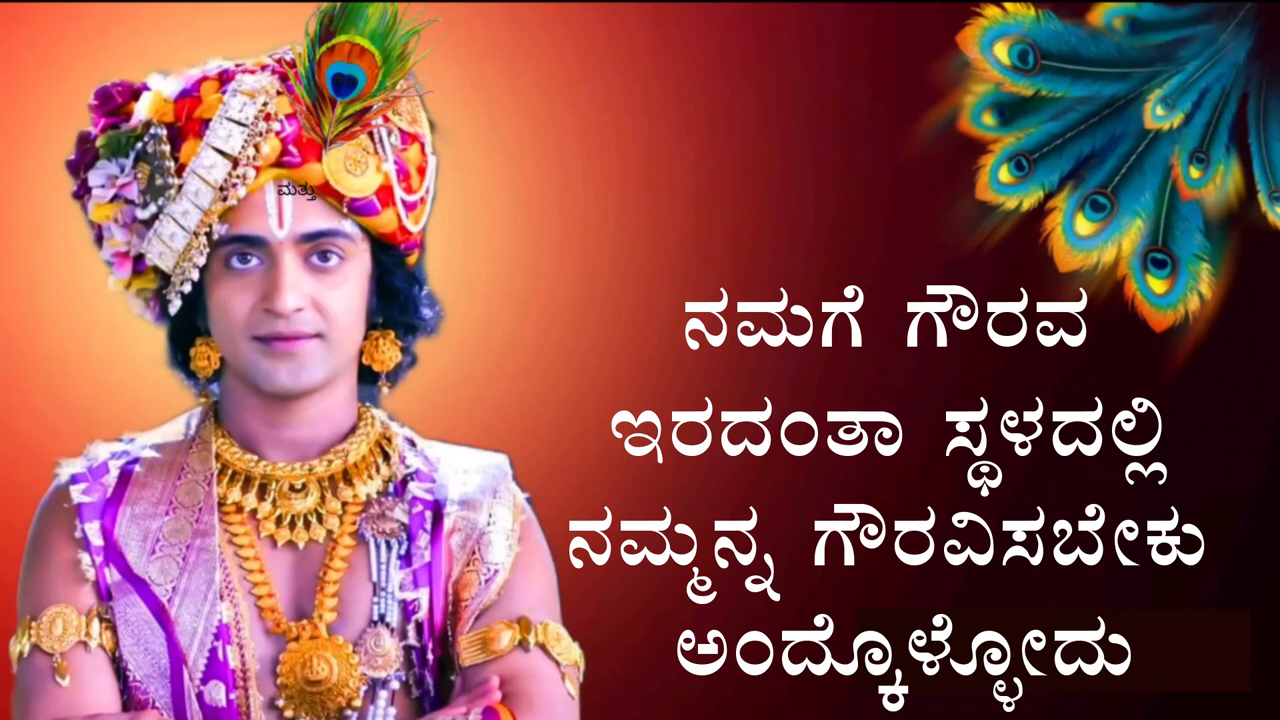 ಮತ್ತು
ನಮಗೆ ಗೌರವ
ಇರದಂತಾ ಸ್ಥಳದಲ್ಲಿ
ನಮ್ಮನ್ನ ಗೌರವಿಸಬೇಕು
ಅಂದ್ಕೊಳ್ಳೋದು